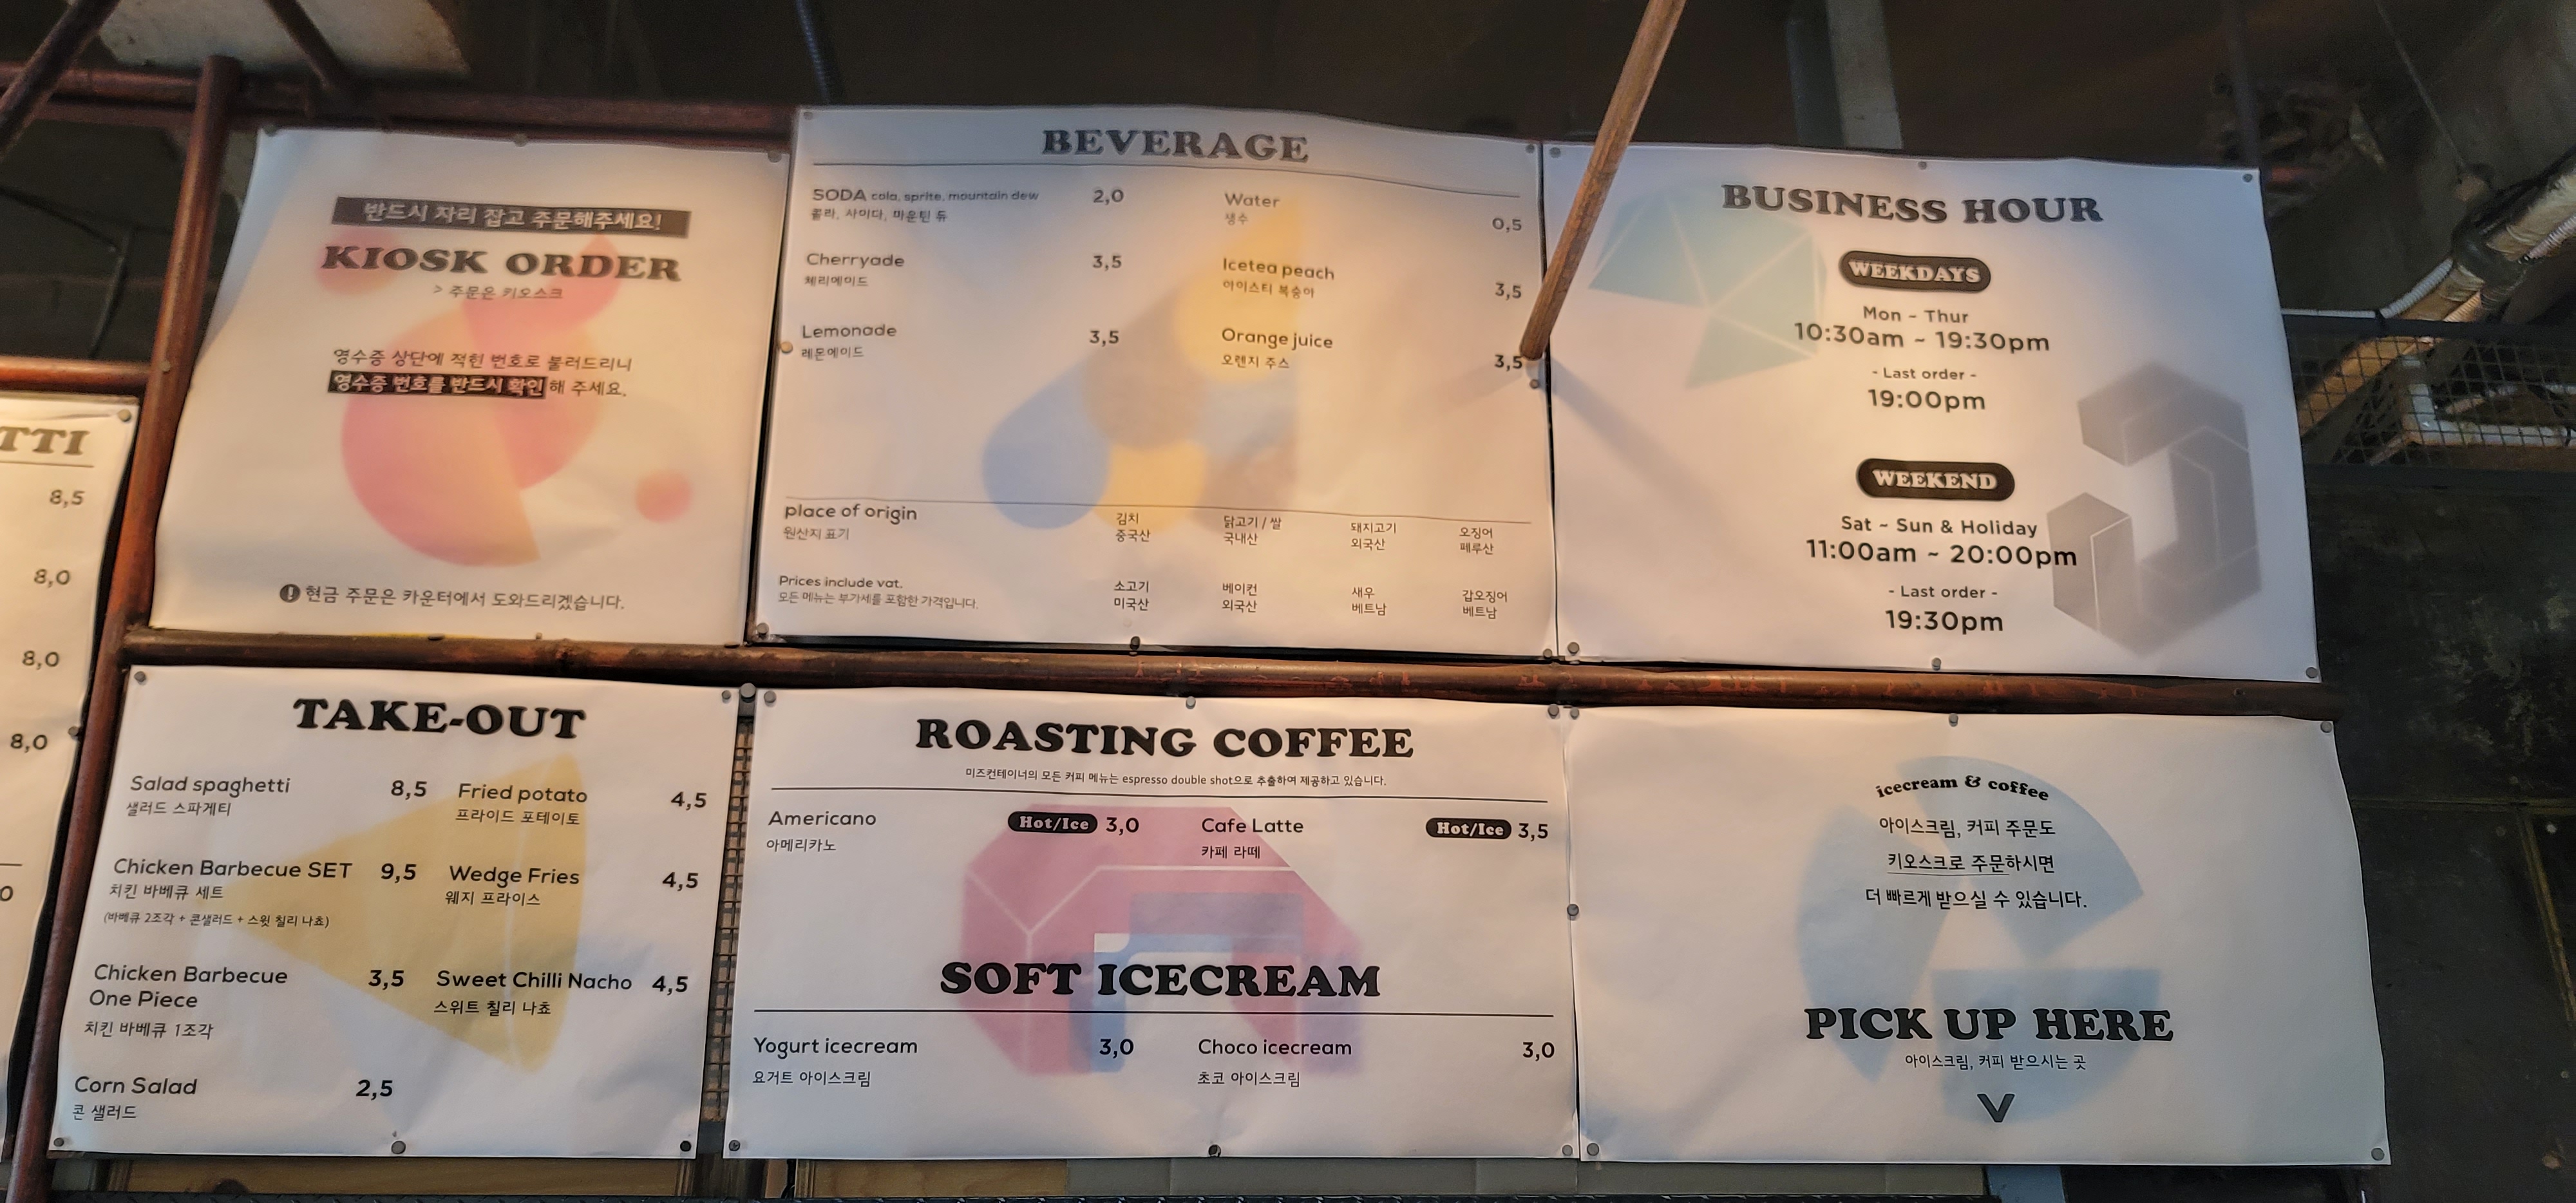 TTI
8,5
8,0
8,0
8,0
0
반드시 자리 잡고 주문해주세요!
KIOSK ORDER
> 주문은 키오스크
영수증 상단에 적힌 번호로 불러드리니
영수증 번호를 반드시 확인해 주세요.
! 현금 주문은 카운터에서 도와드리겠습니다.
BEVERAGE
SODA cola, sprite, mountain dew 2,0
콜라, 사이다, 마운틴 듀
Cherryade 3,5
체리에이드
Lemonade 3,5
레몬에이드
Water
생수 0,5
Icetea peach
아이스티 복숭아 3,5
Orange juice
오렌지 주스 3,5
place of origin
원산지 표기
김치 닭고기 / 쌀 돼지고기 오징어
중국산 국내산 외국산 페루산
Prices include vat.
모든 메뉴는 부가세를 포함한 가격입니다.
소고기 베이컨 새우 갑오징어
미국산 외국산 베트남 베트남
BUSINESS HOUR
WEEKDAYS
Mon ~ Thur
10:30am ~ 19:30pm
- Last order -
19:00pm
WEEKEND
Sat ~ Sun & Holiday
11:00am ~ 20:00pm
- Last order -
19:30pm
TAKE-OUT
Salad spaghetti 8,5
샐러드 스파게티
Chicken Barbecue SET 9,5
치킨 바베큐 세트
(바베큐 2조각 + 콘샐러드 + 스윗 칠리 나쵸)
Chicken Barbecue 3,5
One Piece
치킨 바베큐 1조각
Corn Salad 2,5
콘 샐러드
Fried potato 4,5
프라이드 포테이토
Wedge Fries 4,5
웨지 프라이스
Sweet Chilli Nacho 4,5
스위트 칠리 나쵸
ROASTING COFFEE
미즈컨테이너의 모든 커피 메뉴는 espresso double shot으로 추출하여 제공하고 있습니다.
Americano Hot/Ice 3,0
아메리카노
Cafe Latte Hot/Ice 3,5
카페 라떼
SOFT ICECREAM
Yogurt icecream 3,0
요거트 아이스크림
Choco icecream 3,0
초코 아이스크림
icecream & coffee
아이스크림, 커피 주문도
키오스크로 주문하시면
더 빠르게 받으실 수 있습니다.
PICK UP HERE
아이스크림, 커피 받으시는 곳